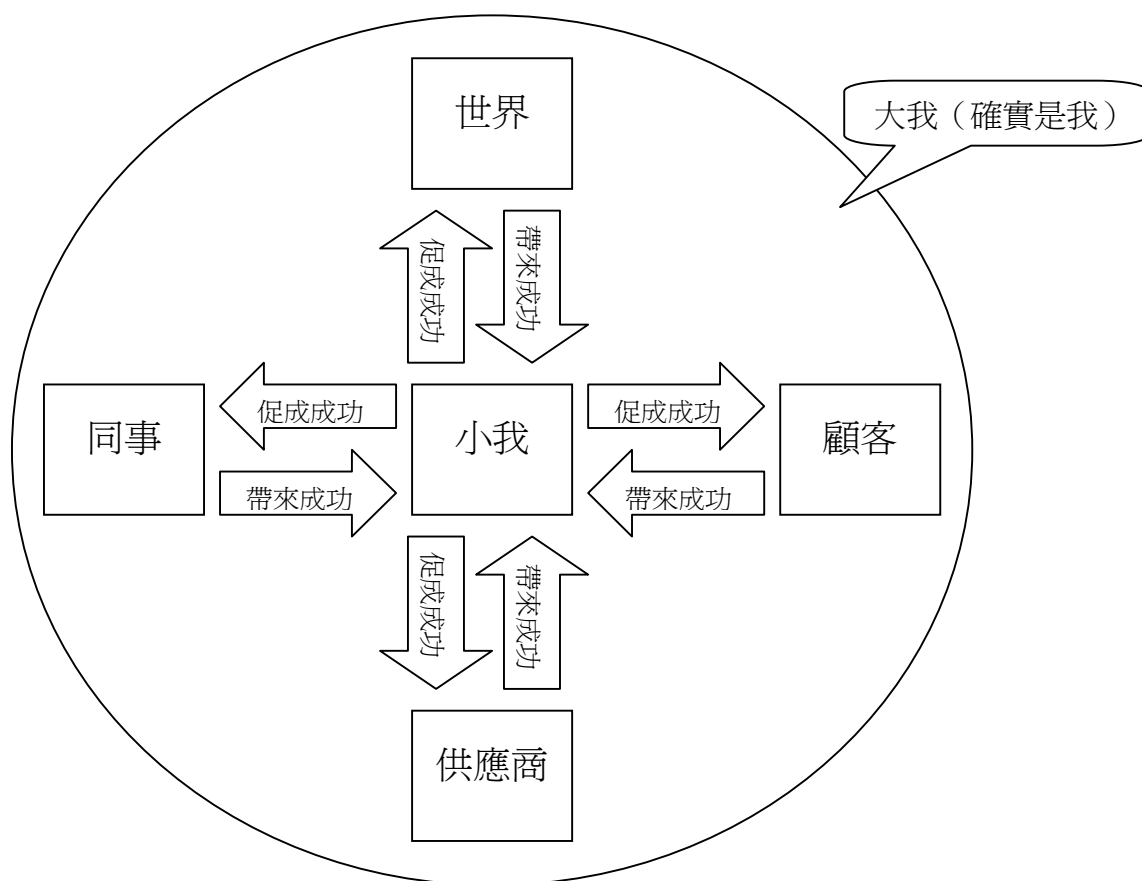 世界
大我（確實是我）
促成成功
帶來成功
同事
促成成功
帶來成功
小我
促成成功
帶來成功
顧客
促成成功
帶來成功
供應商